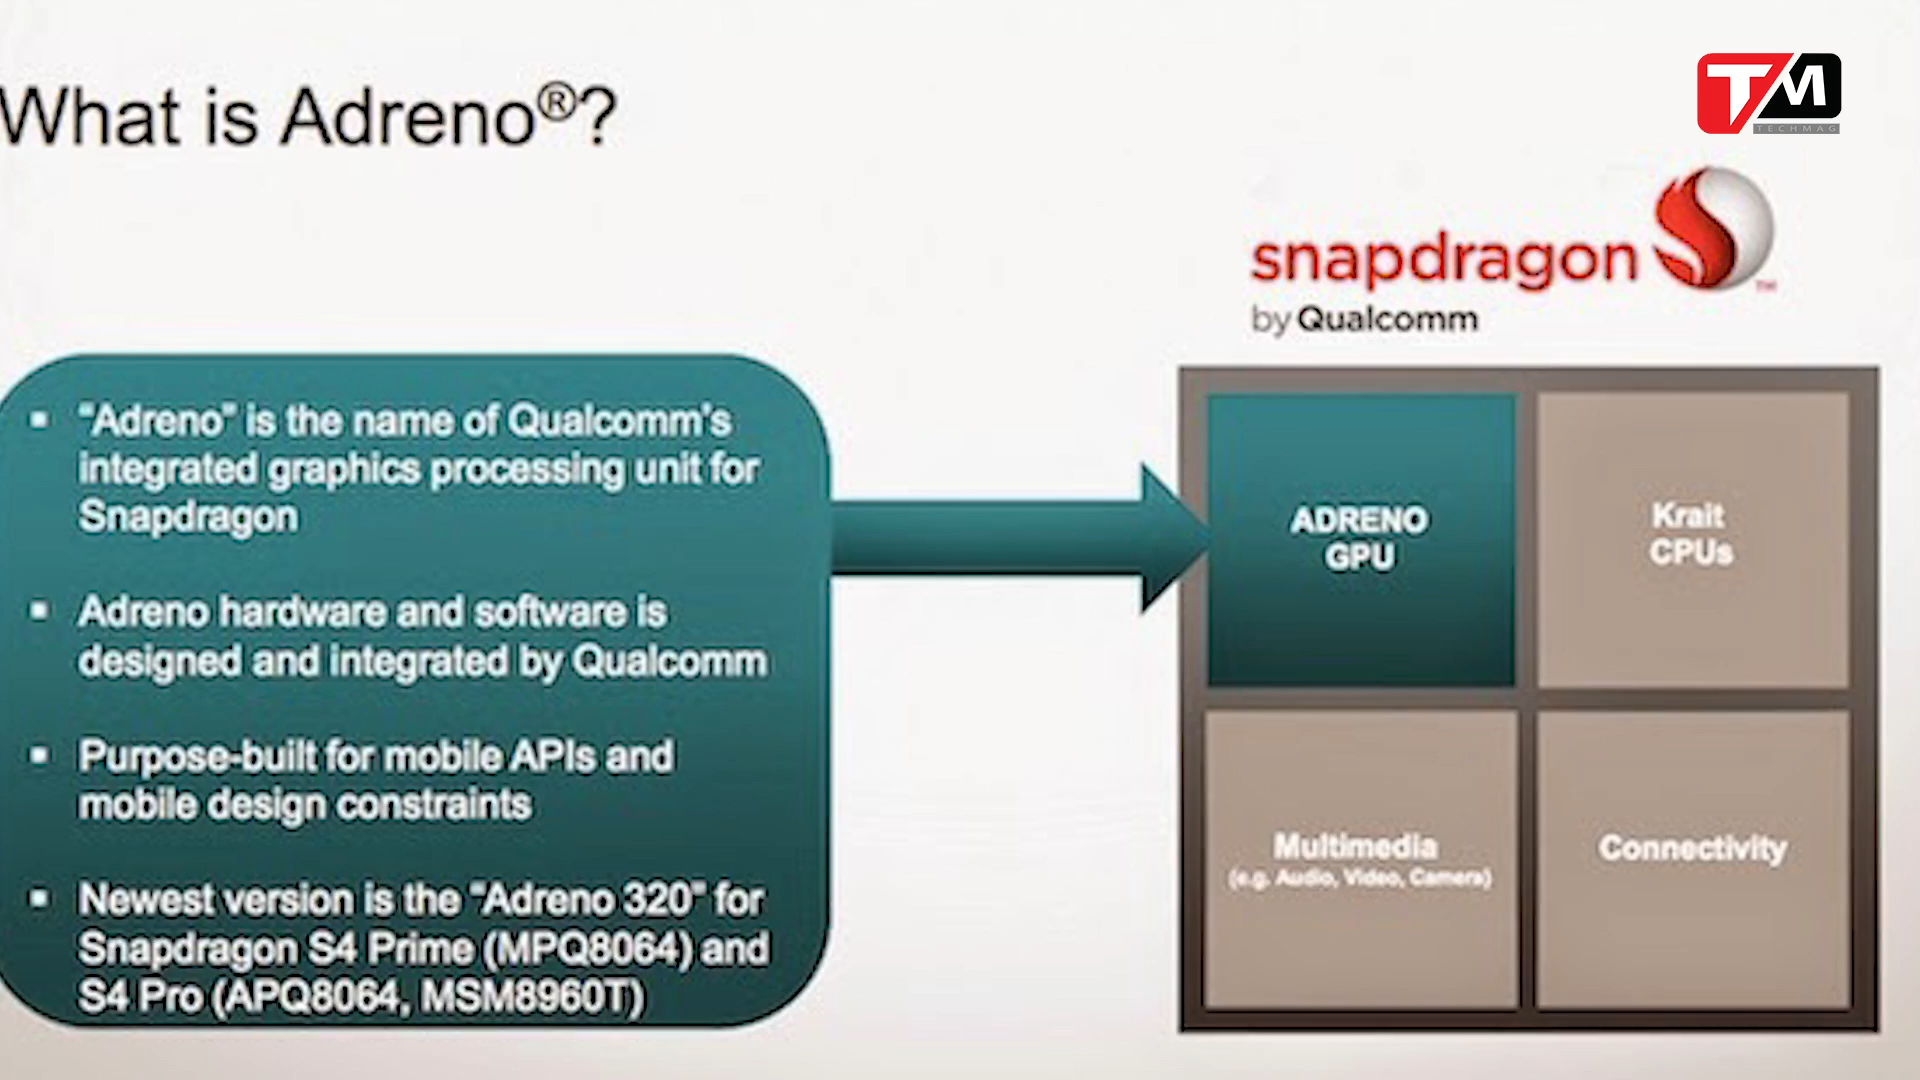 What is Adreno®?
TM
TECHMAG
snapdragon
TM
by Qualcomm
▪ "Adreno" is the name of Qualcomm's
integrated graphics processing unit for
Snapdragon
▪ Adreno hardware and software is
designed and integrated by Qualcomm
▪ Purpose-built for mobile APIs and
mobile design constraints
▪ Newest version is the "Adreno 320" for
Snapdragon S4 Prime (MPQ8064) and
S4 Pro (APQ8064, MSM8960T)
ADRENO
GPU
Krait
CPUs
Multimedia
(e.g. Audio, Video, Camera)
Connectivity